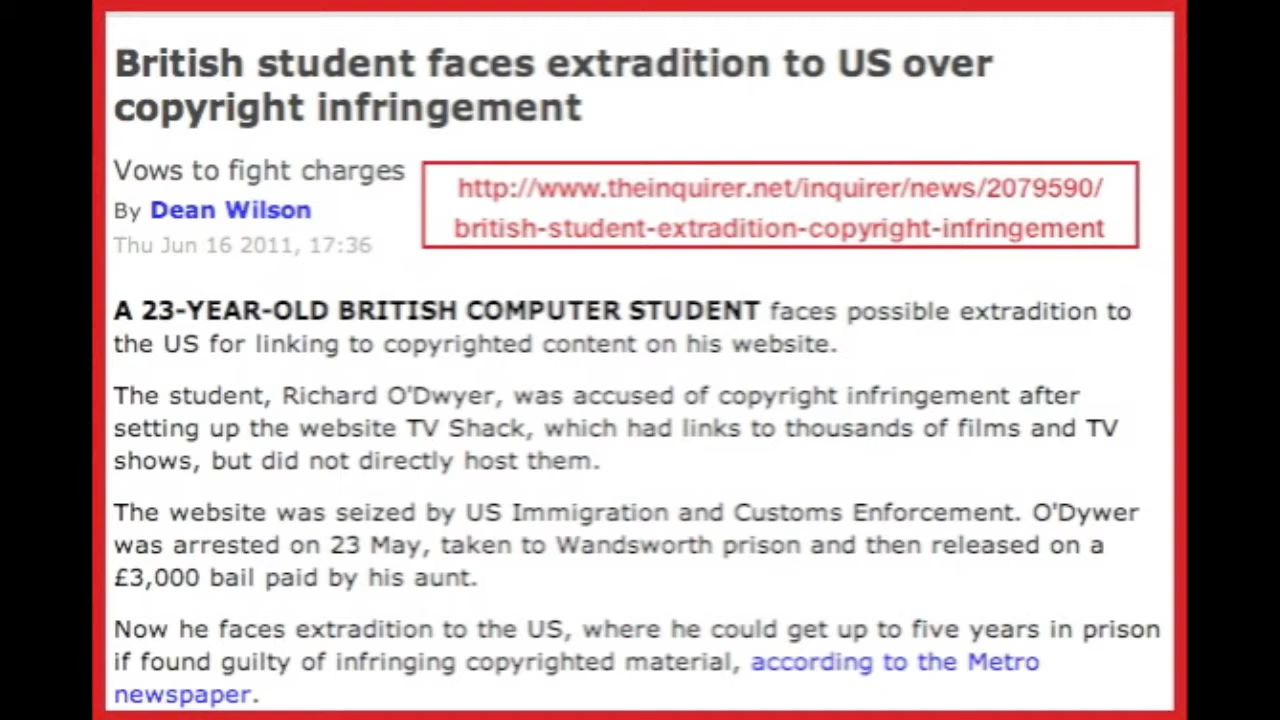 British student faces extradition to US over
copyright infringement
Vows to fight charges
By Dean Wilson
Thu Jun 16 2011, 17:36
http://www.theinquirer.net/inquirer/news/2079590/
british-student-extradition-copyright-infringement
A 23-YEAR-OLD BRITISH COMPUTER STUDENT faces possible extradition to
the US for linking to copyrighted content on his website.
The student, Richard O'Dwyer, was accused of copyright infringement after
setting up the website TV Shack, which had links to thousands of films and TV
shows, but did not directly host them.
The website was seized by US Immigration and Customs Enforcement. O'Dywer
was arrested on 23 May, taken to Wandsworth prison and then released on a
£3,000 bail paid by his aunt.
Now he faces extradition to the US, where he could get up to five years in prison
if found guilty of infringing copyrighted material, according to the Metro
newspaper.